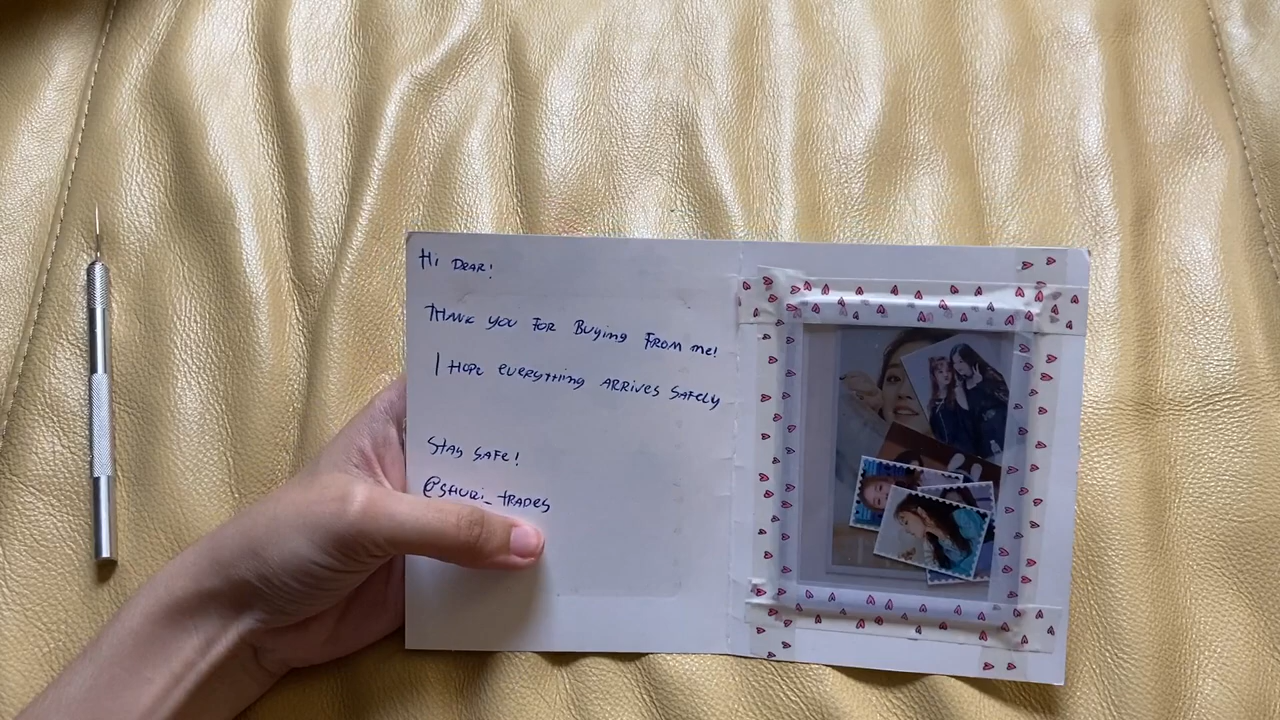 Hi DEAR!
THANK you FOR Buying FROM me!
I HOPE EVERYTHING ARRIVES SAFELY
STAY SAFE!
@SHURI_TRADES